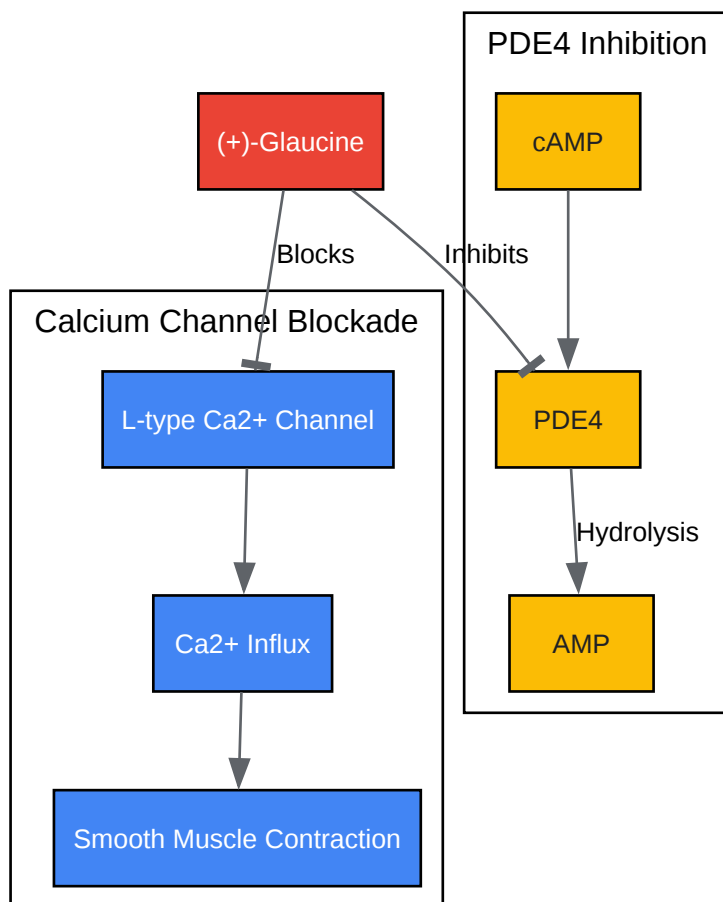 PDE4 Inhibition
(+)-Glaucine
cAMP
Blocks
Inhibits
Calcium Channel Blockade
L-type Ca2+ Channel
PDE4
Hydrolysis
Ca2+ Influx
AMP
Smooth Muscle Contraction